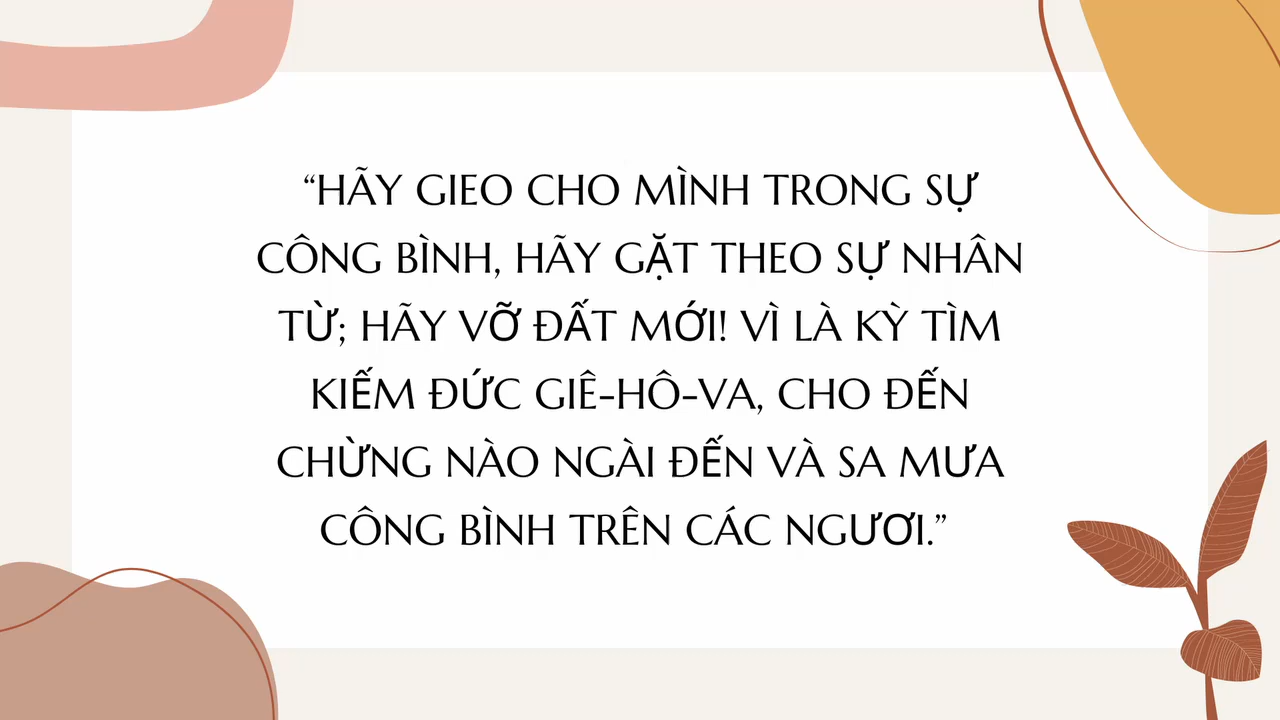 “HÃY GIEO CHO MÌNH TRONG SỰ
CÔNG BÌNH, HÃY GẶT THEO SỰ NHÂN
TỪ; HÃY VỠ ĐẤT MỚI! VÌ LÀ KỲ TÌM
KIẾM ĐỨC GIÊ-HÔ-VA, CHO ĐẾN
CHỪNG NÀO NGÀI ĐẾN VÀ SA MƯA
CÔNG BÌNH TRÊN CÁC NGƯƠI.”